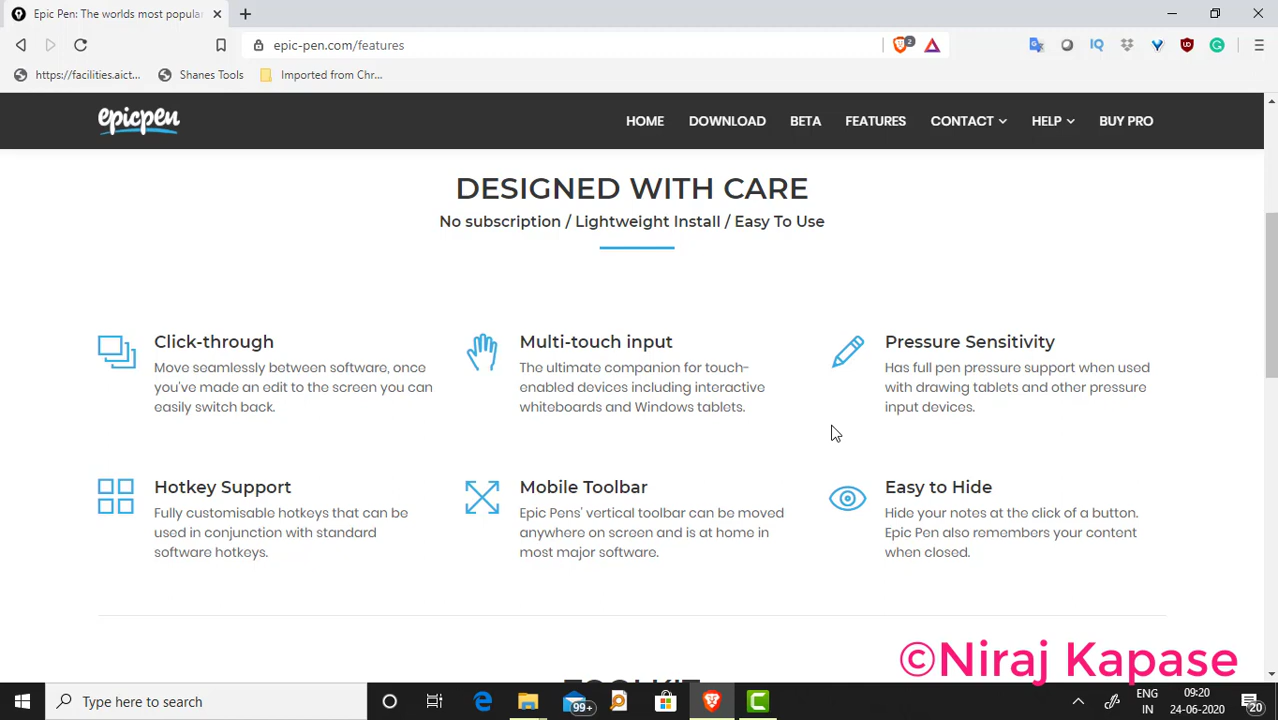 Epic Pen: The worlds most popula
epic-pen.com/features
2
IQ
https://facilities.aict...
Shanes Tools
Imported from Chr...
epicpen
HOME
DOWNLOAD
BETA
FEATURES
CONTACT
HELP
BUY PRO
DESIGNED WITH CARE
No subscription / Lightweight Install / Easy To Use
Click-through
Move seamlessly between software, once
you've made an edit to the screen you can
easily switch back.
Multi-touch input
The ultimate companion for touch-
enabled devices including interactive
whiteboards and Windows tablets.
Pressure Sensitivity
Has full pen pressure support when used
with drawing tablets and other pressure
input devices.
Hotkey Support
Fully customisable hotkeys that can be
used in conjunction with standard
software hotkeys.
Mobile Toolbar
Epic Pens' vertical toolbar can be moved
anywhere on screen and is at home in
most major software.
Easy to Hide
Hide your notes at the click of a button.
Epic Pen also remembers your content
when closed.
TOOLKIT
©Niraj Kapase
Type here to search
99+
ENG
IN
09:20
24-06-2020
20